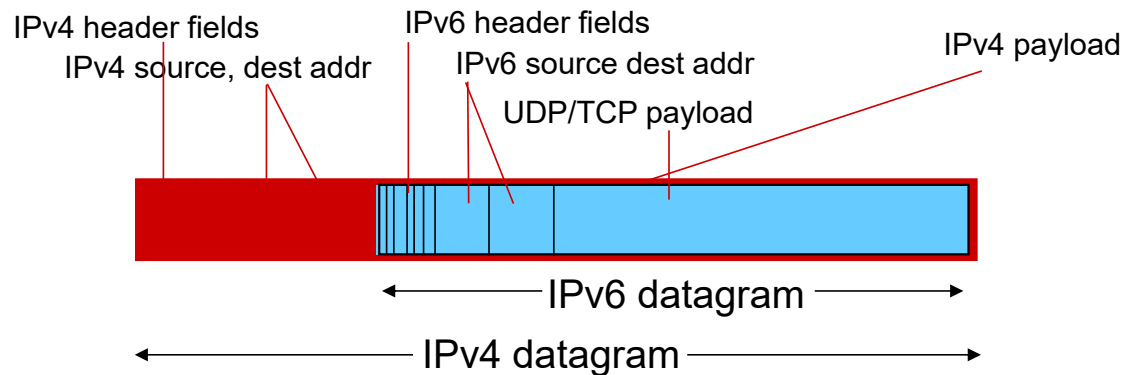 IPv4 header fields
IPv6 header fields
IPv4 payload
IPv4 source, dest addr
IPv6 source dest addr
UDP/TCP payload
IPv6 datagram
IPv4 datagram